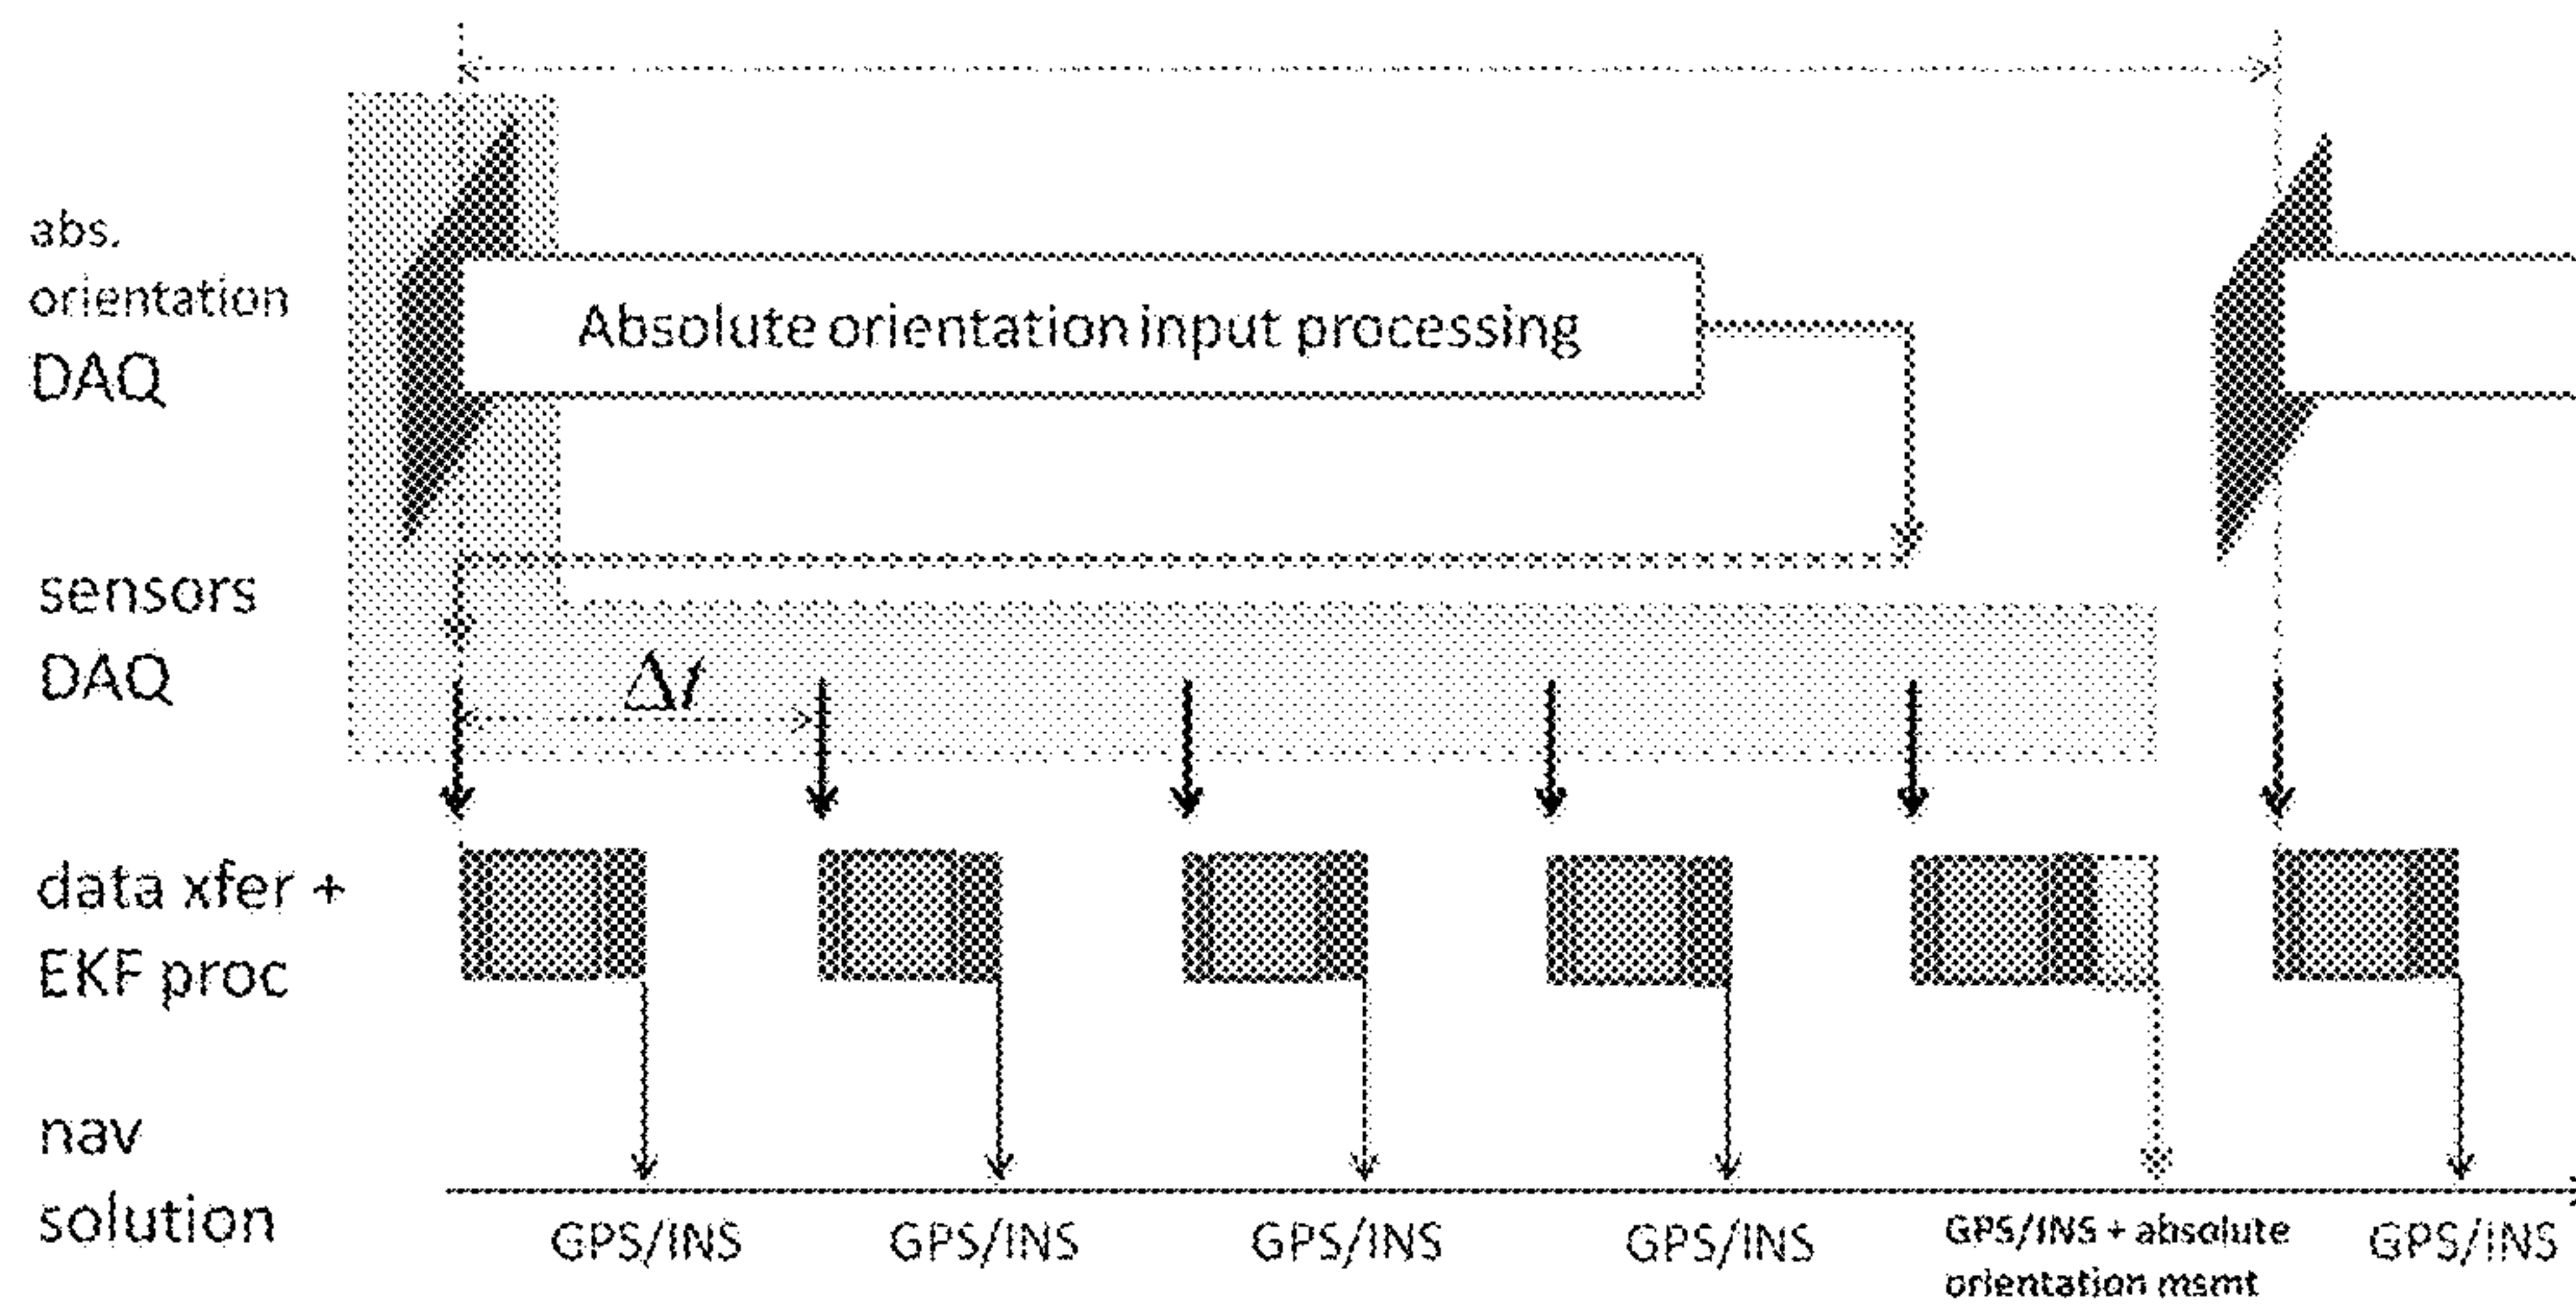 abs.
orientation
DAQ
Absolute orientation input processing
sensors
DAQ
Δt
data xfer +
EKF proc
nav
solution
GPS/INS
GPS/INS
GPS/INS
GPS/INS
GPS/INS + absolute
orientation msmt
GPS/INS